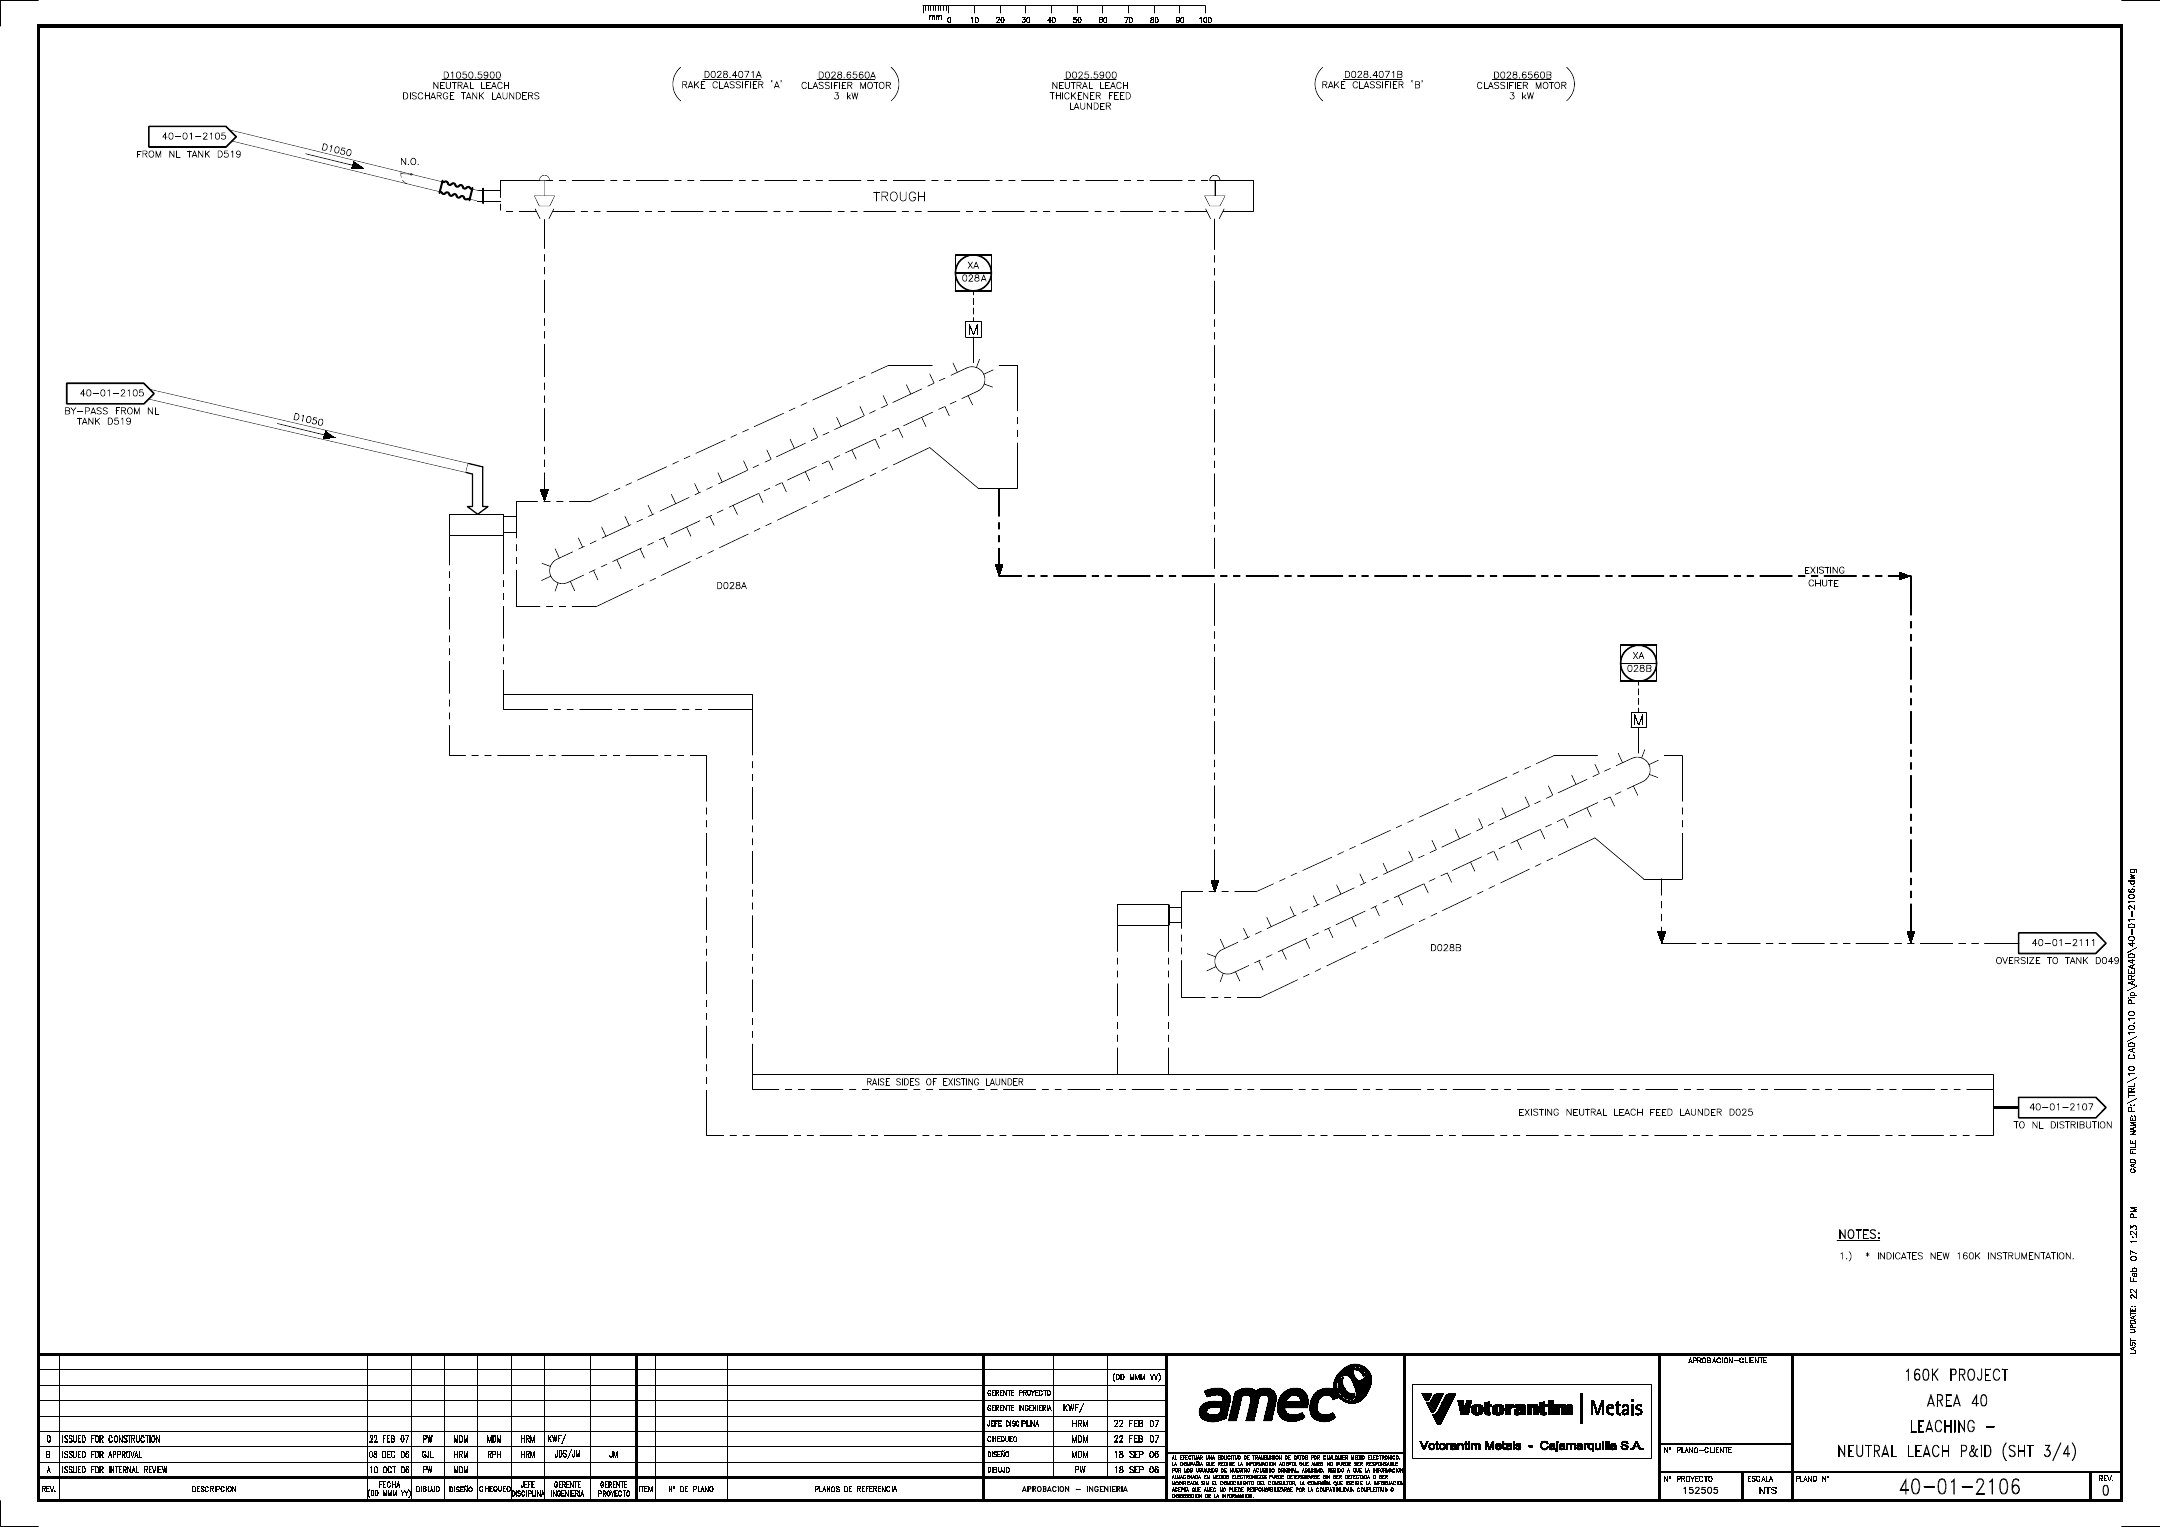 mm 0 10 20 30 40 50 60 70 80 90 100
D1050.5900
NEUTRAL LEACH
DISCHARGE TANK LAUNDERS
D028.4071A
RAKE CLASSIFIER 'A'
D028.6560A
CLASSIFIER MOTOR
3 kW
D025.5900
NEUTRAL LEACH
THICKENER FEED
LAUNDER
D028.4071B
RAKE CLASSIFIER 'B'
D028.6560B
CLASSIFIER MOTOR
3 kW
40-01-2105
FROM NL TANK D519
D1050
N.O.
TROUGH
XA
028A
M
40-01-2105
BY-PASS FROM NL
TANK D519
D1050
D028A
EXISTING
CHUTE
XA
028B
M
D028B
40-01-2111
OVERSIZE TO TANK D049
RAISE SIDES OF EXISTING LAUNDER
EXISTING NEUTRAL LEACH FEED LAUNDER D025
40-01-2107
TO NL DISTRIBUTION
NOTES:
1.) * INDICATES NEW 160K INSTRUMENTATION.
LAST UPDATE: 22 Feb 07 1:23 PM CAD FILE NAME: P:\TRL\10 CAD\10.10 Pip\AREA40\40-01-2106.dwg
0 ISSUED FOR CONSTRUCTION 22 FEB 07 PW MDM MDM HRM KWF/
B ISSUED FOR APPROVAL 08 DEC 06 GJL HRM RPH HRM JDS/JM JM
A ISSUED FOR INTERNAL REVIEW 10 OCT 06 PW MDM
REV. DESCRIPCION FECHA (DD MMM YY) DIBUJO DISEÑO CHEQUEO JEFE DISCIPLINA GERENTE INGENIERIA GERENTE PROYECTO
ITEM N° DE PLANO PLANOS DE REFERENCIA
(DD MMM YY)
GERENTE PROYECTO
GERENTE INGENIERIA KWF/
JEFE DISCIPLINA HRM 22 FEB 07
CHEQUEO MDM 22 FEB 07
DISEÑO MDM 18 SEP 06
DIBUJO PW 18 SEP 06
APROBACION - INGENIERIA
amec
Votorantim | Metais
Votorantim Metais - Cajamarquilla S.A.
APROBACION-CLIENTE
N° PLANO-CLIENTE
N° PROYECTO
152505
ESCALA
NTS
160K PROJECT
AREA 40
LEACHING -
NEUTRAL LEACH P&ID (SHT 3/4)
PLANO N°
40-01-2106
REV.
0